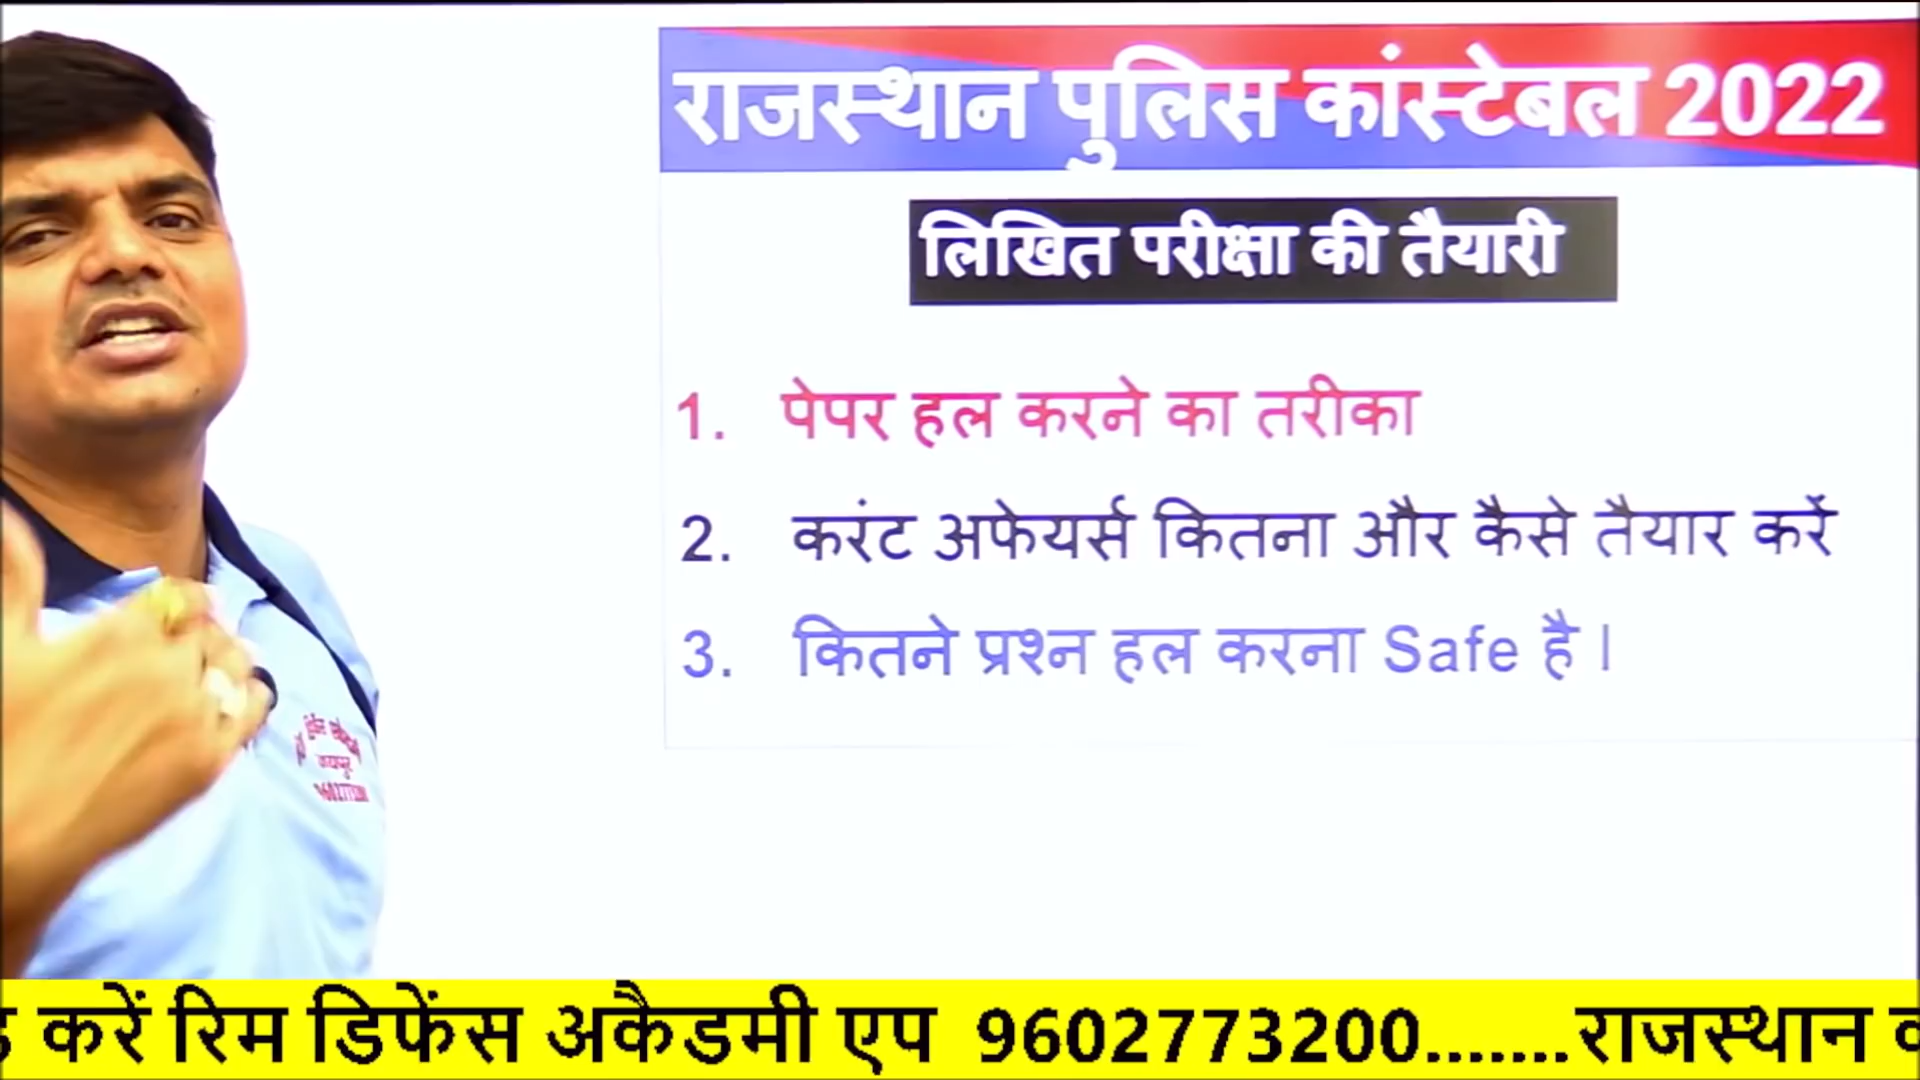 राजस्थान पुलिस कांस्टेबल 2022
लिखित परीक्षा की तैयारी
1. पेपर हल करने का तरीका
2. करंट अफेयर्स कितना और कैसे तैयार करें
3. कितने प्रश्न हल करना Safe है।
जयपुर
करें रिम डिफेंस अकैडमी एप 9602773200.......राजस्थान